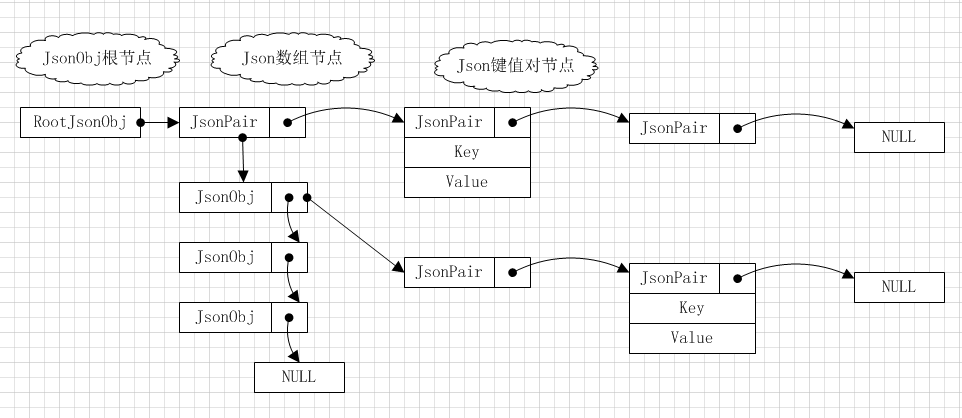 JsonObj根节点
Json数组节点
Json键值对节点
RootJsonObj
JsonPair
JsonPair
Key
Value
JsonPair
NULL
JsonObj
JsonObj
JsonObj
NULL
JsonPair
JsonPair
Key
Value
NULL